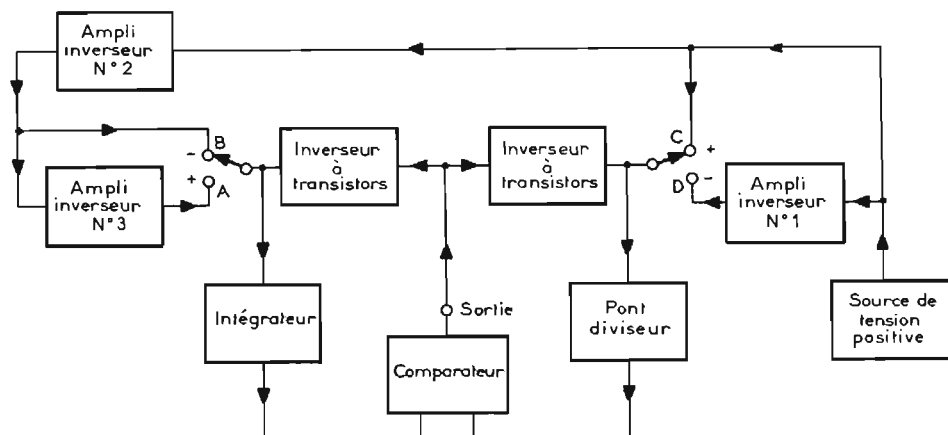 Ampli
inverseur
N°2
B
-
+
A
Inverseur
à
transistors
Inverseur
à
transistors
C
+
-
D
Ampli
inverseur
N°3
Ampli
inverseur
N°1
Intégrateur
Sortie
Pont
diviseur
Source de
tension
positive
Comparateur